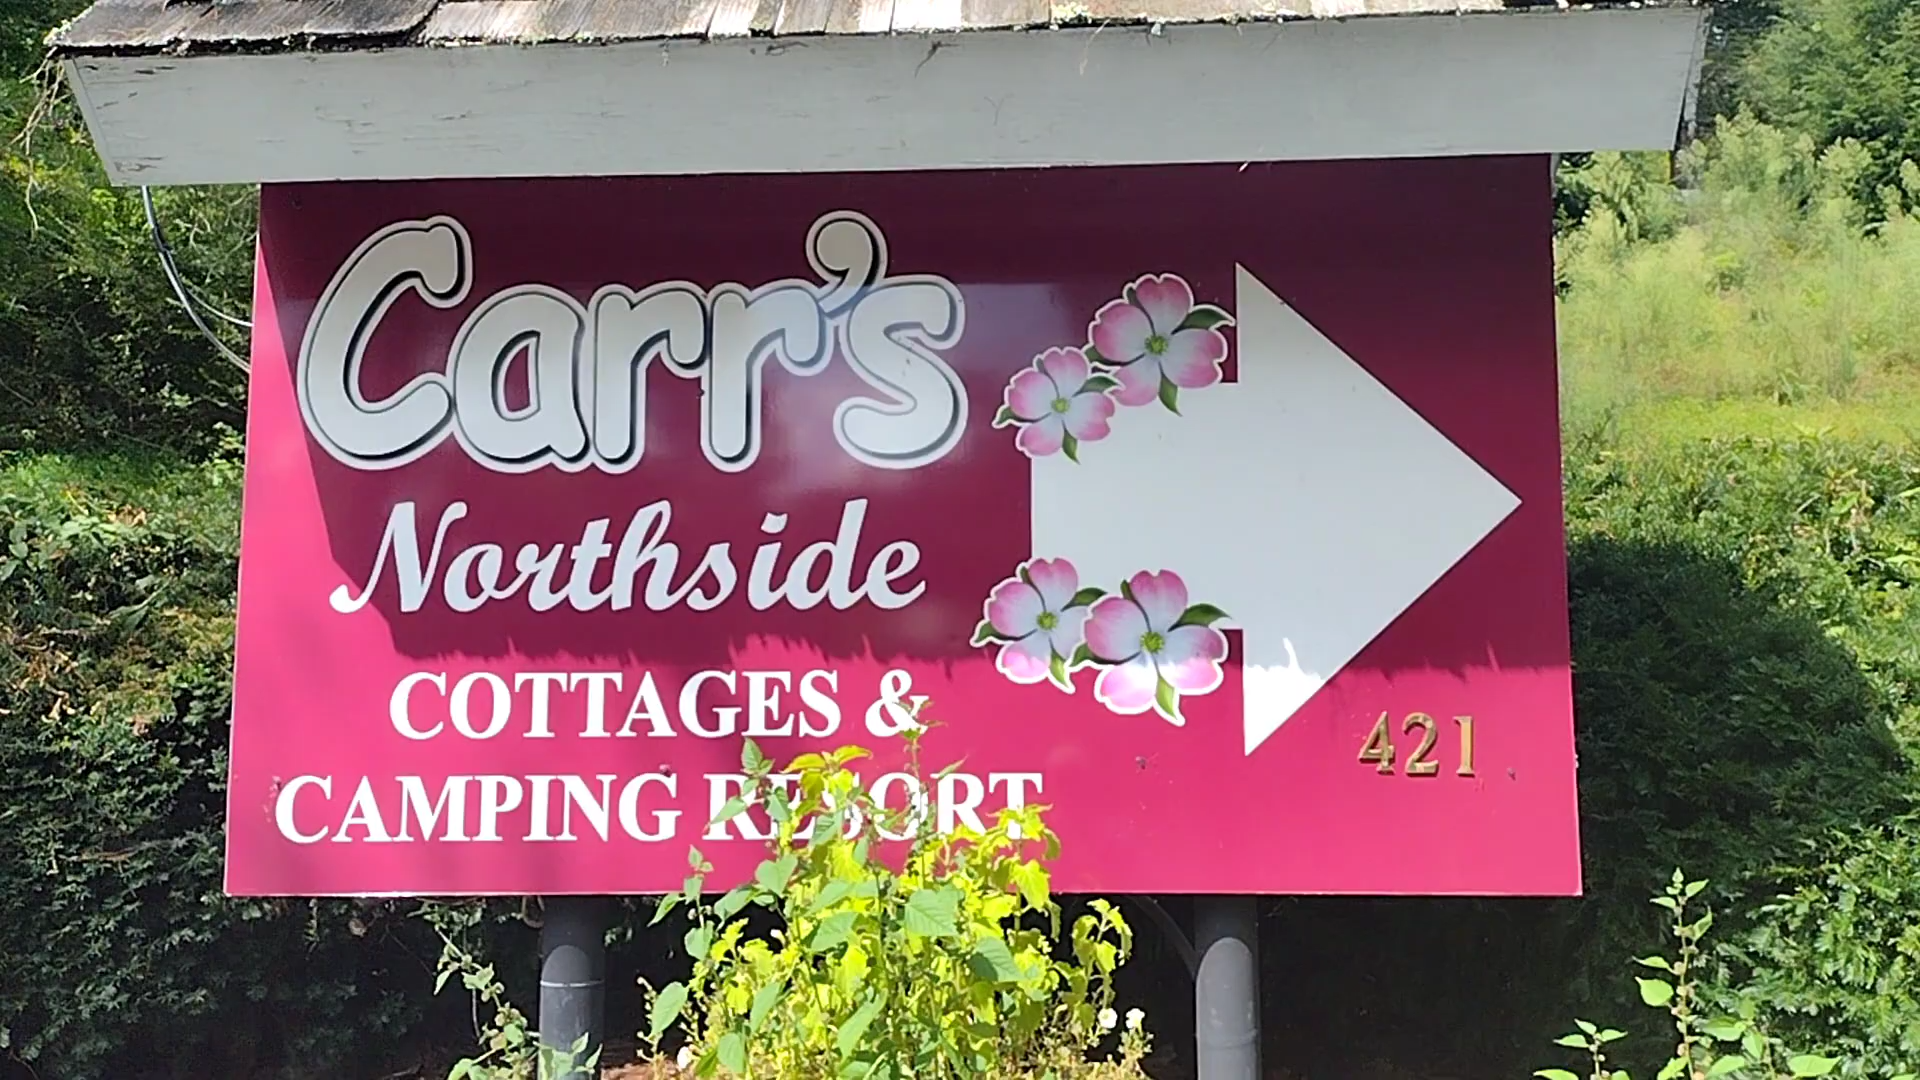 Carr's
Northside
COTTAGES &
CAMPING RESORT
421